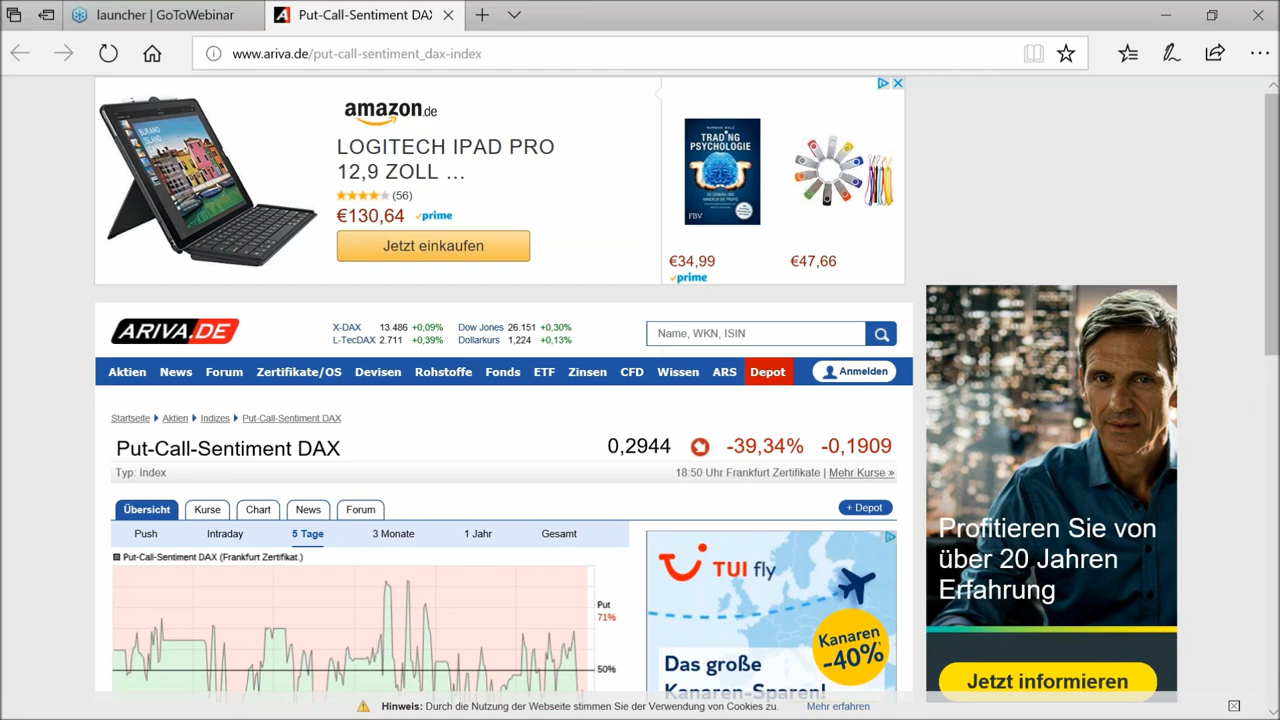 launcher | GoToWebinar
Put-Call-Sentiment DAX
www.ariva.de/put-call-sentiment_dax-index
amazon.de
LOGITECH IPAD PRO
12,9 ZOLL ...
(56)
€130,64 prime
Jetzt einkaufen
TRADING
PSYCHOLOGIE
FBV
€34,99
prime
€47,66
ARIVA.DE
X-DAX 13.486 +0,09% Dow Jones 26.151 +0,30%
L-TecDAX 2.711 +0,39% Dollarkurs 1,224 +0,13%
Name, WKN, ISIN
Aktien News Forum Zertifikate/OS Devisen Rohstoffe Fonds ETF Zinsen CFD Wissen ARS Depot Anmelden
Startseite Aktien Indizes Put-Call-Sentiment DAX
Put-Call-Sentiment DAX 0,2944 -39,34% -0,1909
Typ: Index 18:50 Uhr Frankfurt Zertifikate | Mehr Kurse »
Übersicht Kurse Chart News Forum + Depot
Push Intraday 5 Tage 3 Monate 1 Jahr Gesamt
Put-Call-Sentiment DAX (Frankfurt Zertifikat.)
Put
71%
50%
TUI fly
Kanaren
-40%
Das große
Kanaren-Sparen!
Profitieren Sie von
über 20 Jahren
Erfahrung
Jetzt informieren
Hinweis: Durch die Nutzung der Webseite stimmen Sie der Verwendung von Cookies zu. Mehr erfahren